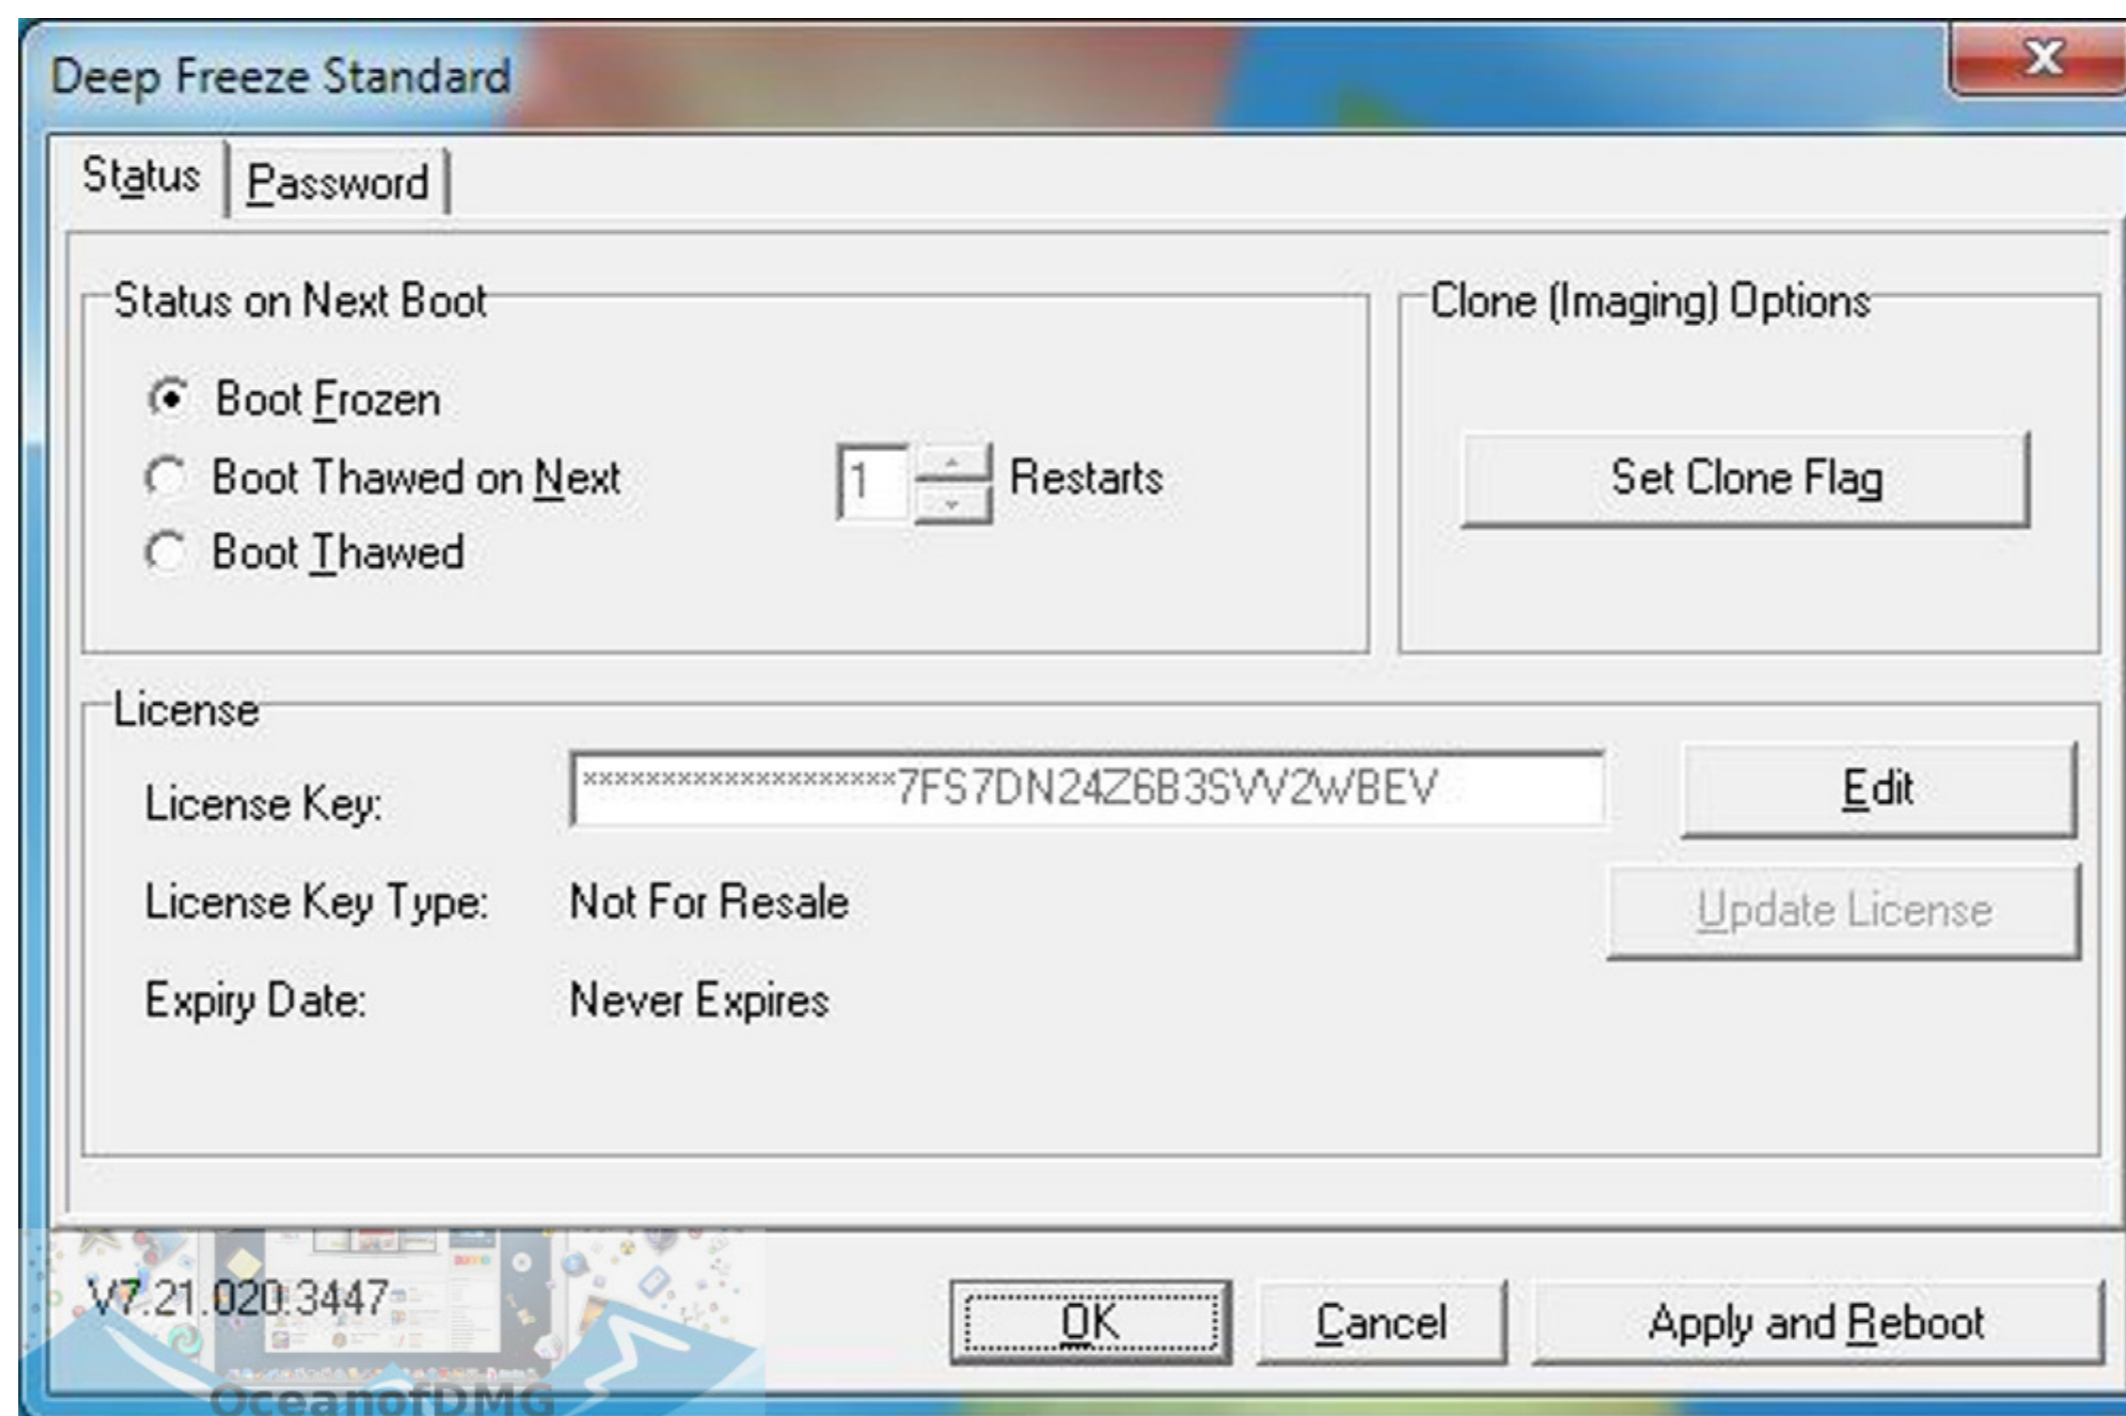 Deep Freeze Standard
Status
Password
Status on Next Boot
Boot Frozen
Boot Thawed on Next
1
Restarts
Boot Thawed
Clone (Imaging) Options
Set Clone Flag
License
License Key:
********************7FS7DN24Z6B3SVV2WBEV
Edit
License Key Type:
Not For Resale
Update License
Expiry Date:
Never Expires
V7.21.020.3447
OK
Cancel
Apply and Reboot
OceanofDMG